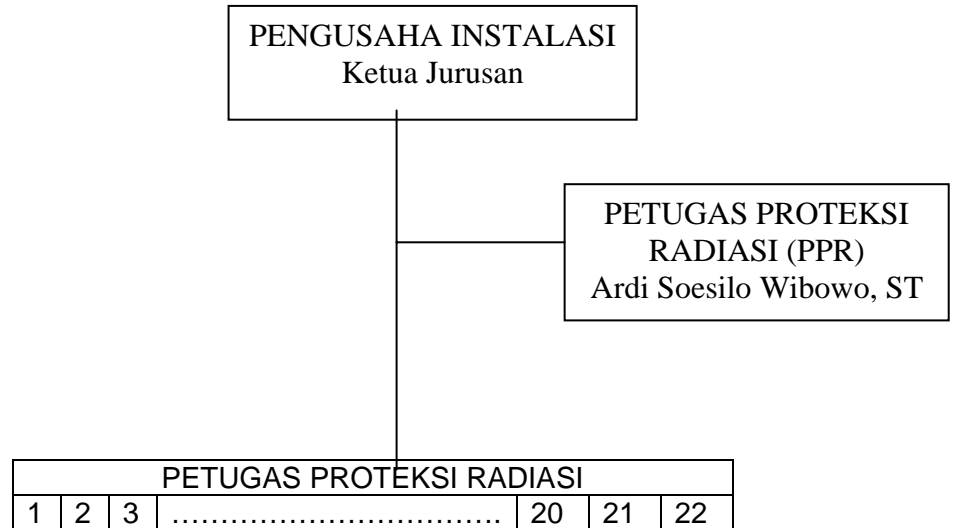 PENGUSAHA INSTALASI
Ketua Jurusan
PETUGAS PROTEKSI
RADIASI (PPR)
Ardi Soesilo Wibowo, ST
PETUGAS PROTEKSI RADIASI
1 2 3 ………………………….…. 20 21 22